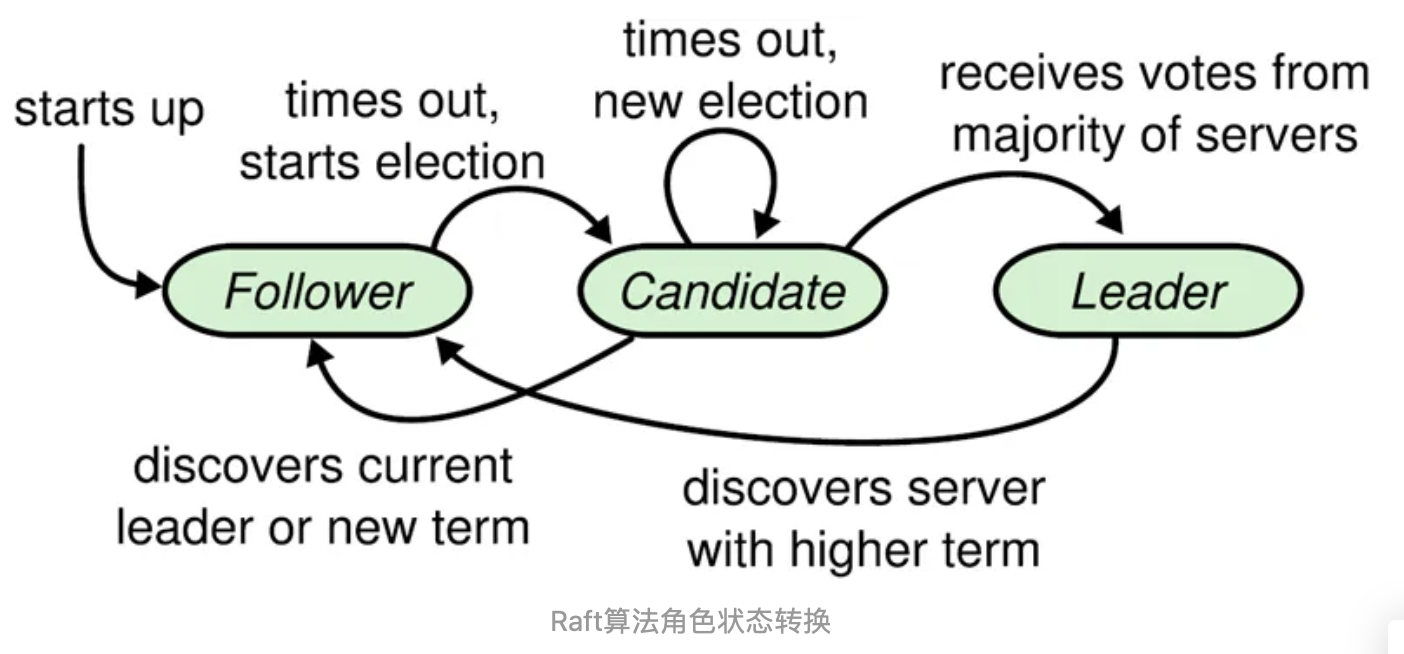 starts up
times out,
starts election
times out,
new election
receives votes from
majority of servers
Follower
Candidate
Leader
discovers current
leader or new term
discovers server
with higher term
Raft算法角色状态转换